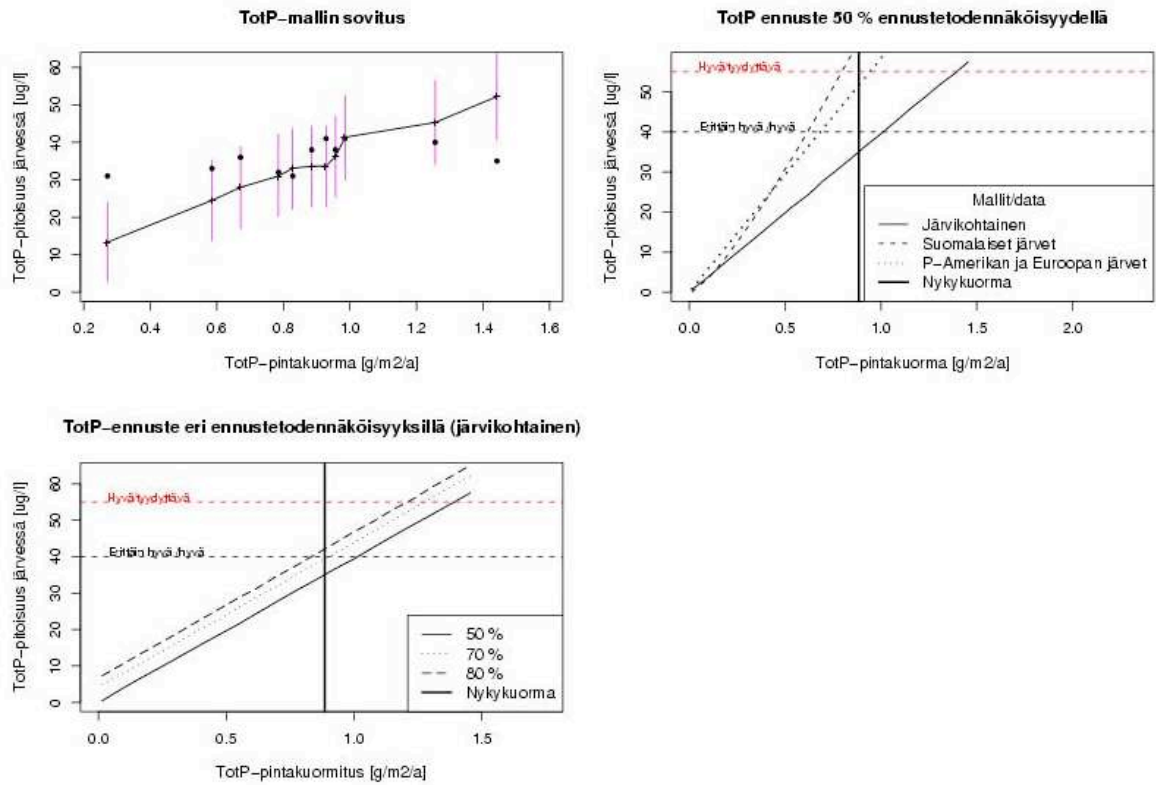 TotP–mallin sovitus
TotP–pitoisuus järvessä [ug/l]
60
50
40
30
20
10
0
0.2 0.4 0.6 0.8 1.0 1.2 1.4 1.6
TotP–pintakuorma [g/m2/a]
TotP ennuste 50 % ennustetodennäköisyydellä
TotP–pitoisuus järvessä [ug/l]
50
40
30
20
10
0
Hyvä/tyydyttävä
Erittäin hyvä /hyvä
Mallit/data
Järvikohtainen
Suomalaiset järvet
P–Amerikan ja Euroopan järvet
Nykykuorma
0.0 0.5 1.0 1.5 2.0
TotP–pintakuorma [g/m2/a]
TotP–ennuste eri ennustetodennäköisyyksillä (järvikohtainen)
TotP–pitoisuus järvessä [ug/l]
60
50
40
30
20
10
0
Hyvä/tyydyttävä
Erittäin hyvä /hyvä
50 %
70 %
80 %
Nykykuorma
0.0 0.5 1.0 1.5
TotP–pintakuormitus [g/m2/a]